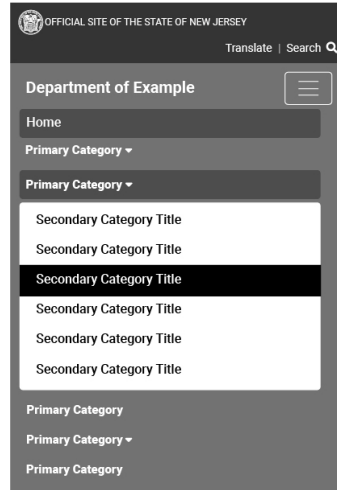 OFFICIAL SITE OF THE STATE OF NEW JERSEY
Translate | Search
Department of Example
Home
Primary Category
Primary Category
Secondary Category Title
Secondary Category Title
Secondary Category Title
Secondary Category Title
Secondary Category Title
Secondary Category Title
Primary Category
Primary Category
Primary Category